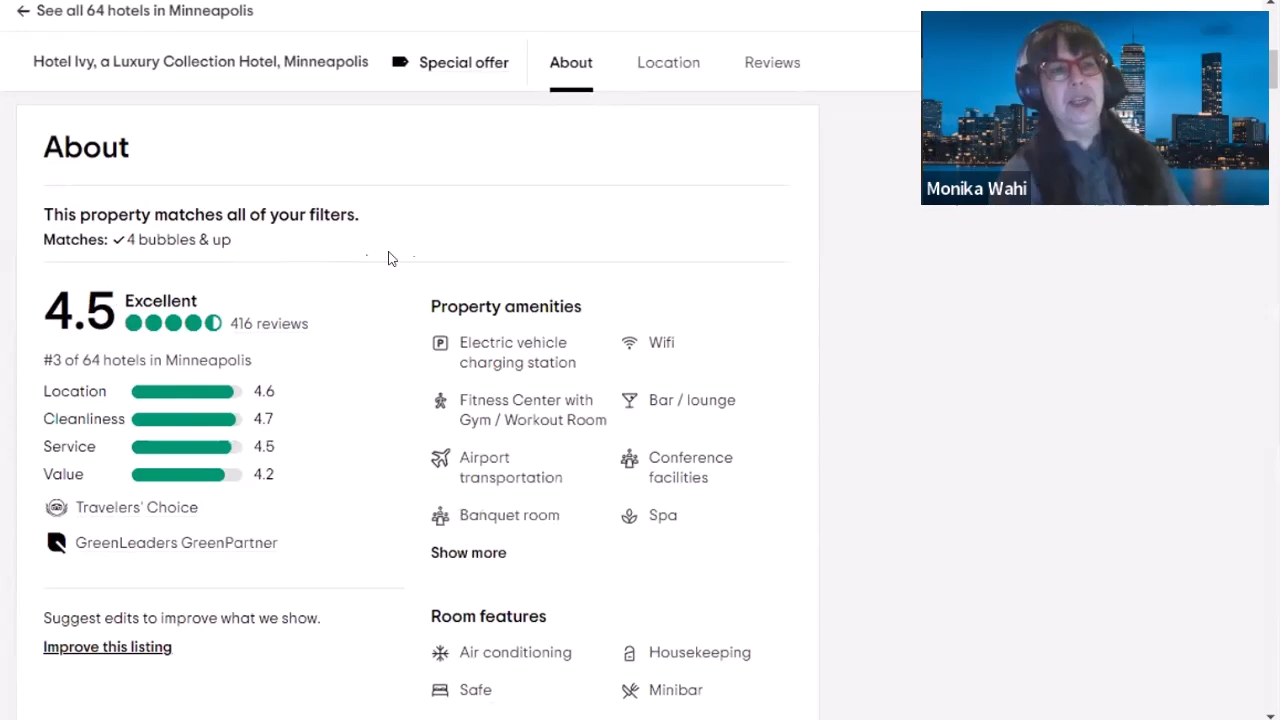 See all 64 hotels in Minneapolis
Hotel Ivy, a Luxury Collection Hotel, Minneapolis
Special offer
About
Location
Reviews
Monika Wahi
About
This property matches all of your filters.
Matches: ✓ 4 bubbles & up
4.5
Excellent
416 reviews
#3 of 64 hotels in Minneapolis
Location 4.6
Cleanliness 4.7
Service 4.5
Value 4.2
Travelers' Choice
GreenLeaders GreenPartner
Suggest edits to improve what we show.
Improve this listing
Property amenities
Electric vehicle
charging station
Wifi
Fitness Center with
Gym / Workout Room
Bar / lounge
Airport
transportation
Conference
facilities
Banquet room
Spa
Show more
Room features
Air conditioning
Housekeeping
Safe
Minibar